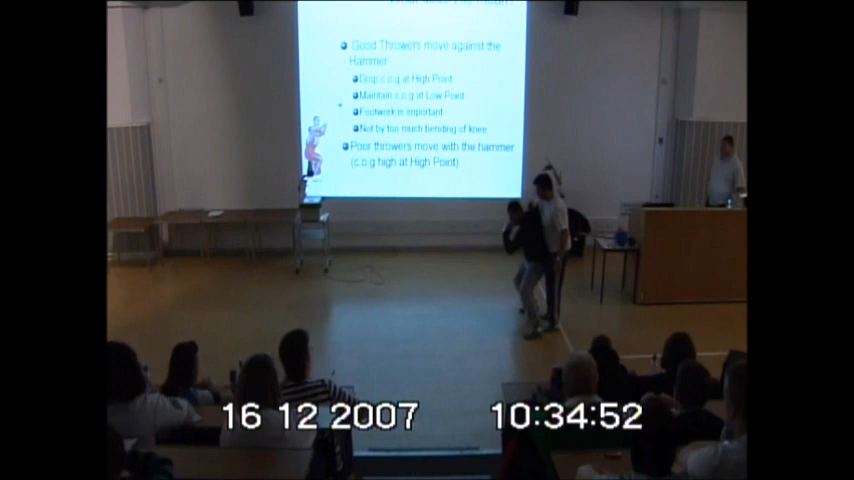 Good Throwers move against the
Hammer
Drop c.o.g at High Point
Maintain c.o.g at Low Point
Footwork is important
Not by too much bending of knee
Poor throwers move with the hammer
(c.o.g high at High Point)
16 12 2007 10:34:52